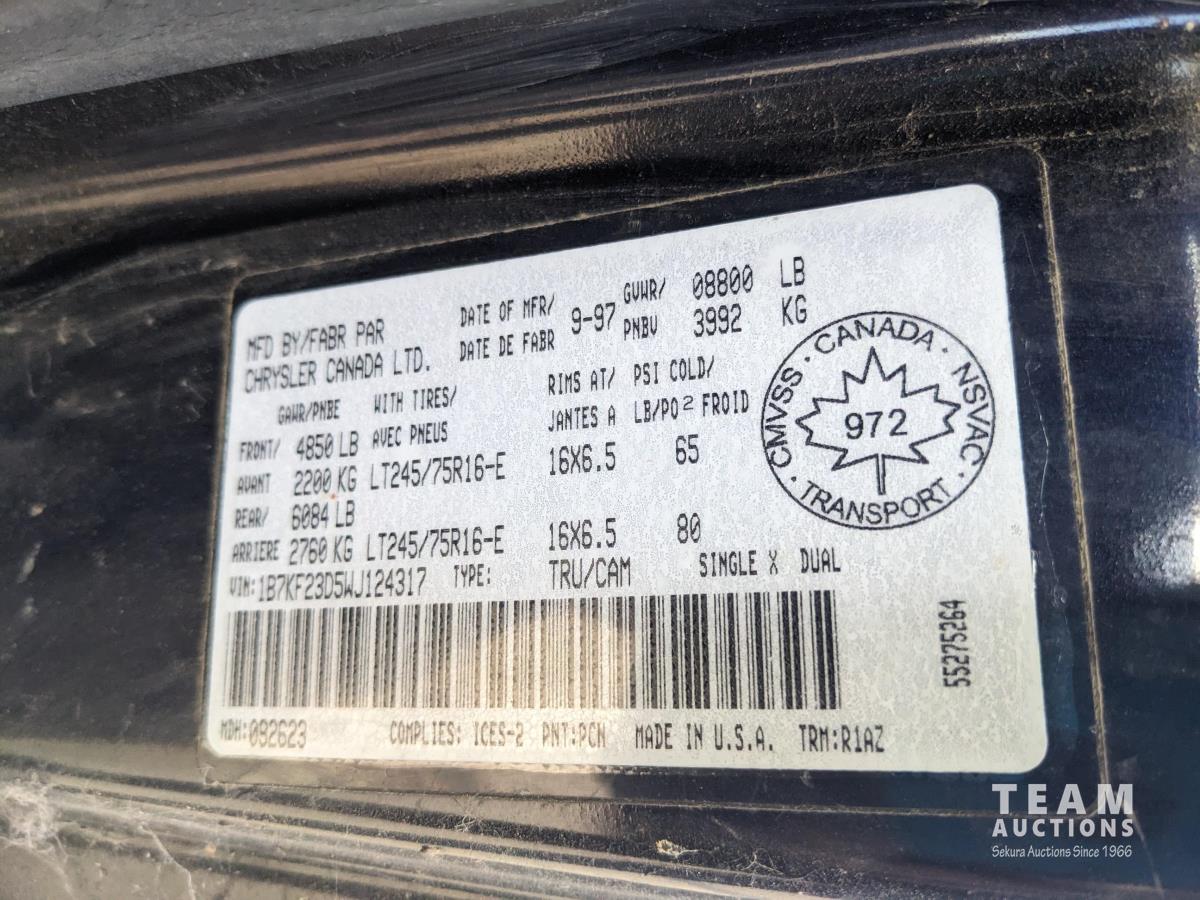 MFD BY/FABR PAR
CHRYSLER CANADA LTD.
DATE OF MFR/
DATE DE FABR
9-97
GVWR/ 08800 LB
PNBV 3992 KG
GAWR/PNBE
WITH TIRES/
AVEC PNEUS
RIMS AT/
JANTES A
PSI COLD/
LB/PO² FROID
FRONT/ 4850 LB
AVANT 2200 KG LT245/75R16-E 16X6.5 65
REAR/ 6084 LB
ARRIERE 2760 KG LT245/75R16-E 16X6.5 80
VIN:1B7KF23D5WJ124317 TYPE: TRU/CAM SINGLE X DUAL
MDH:092623 COMPLIES: ICES-2 PNT:PCN MADE IN U.S.A. TRM:R1AZ
55275264
· CANADA · NSVAC · TRANSPORT · CMVSS
972
TEAM
AUCTIONS
Sekura Auctions Since 1966